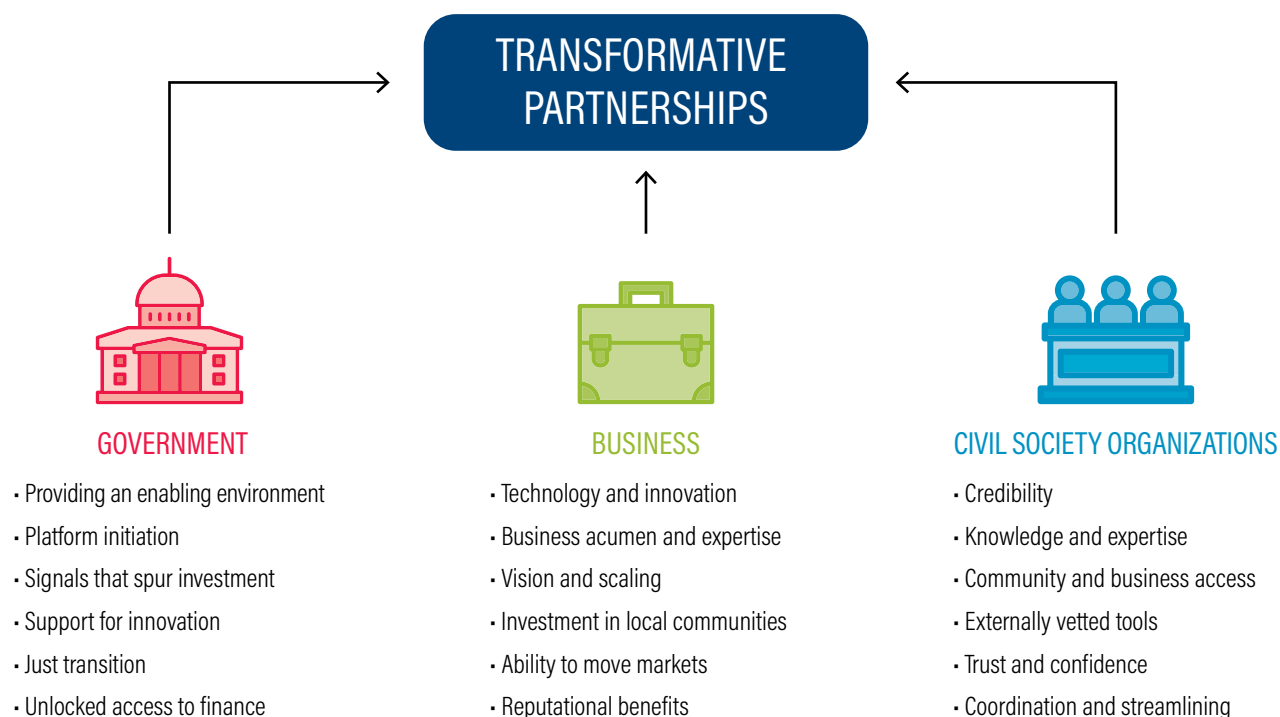 TRANSFORMATIVE
PARTNERSHIPS
GOVERNMENT
• Providing an enabling environment
• Platform initiation
• Signals that spur investment
• Support for innovation
• Just transition
• Unlocked access to finance
BUSINESS
• Technology and innovation
• Business acumen and expertise
• Vision and scaling
• Investment in local communities
• Ability to move markets
• Reputational benefits
CIVIL SOCIETY ORGANIZATIONS
• Credibility
• Knowledge and expertise
• Community and business access
• Externally vetted tools
• Trust and confidence
• Coordination and streamlining